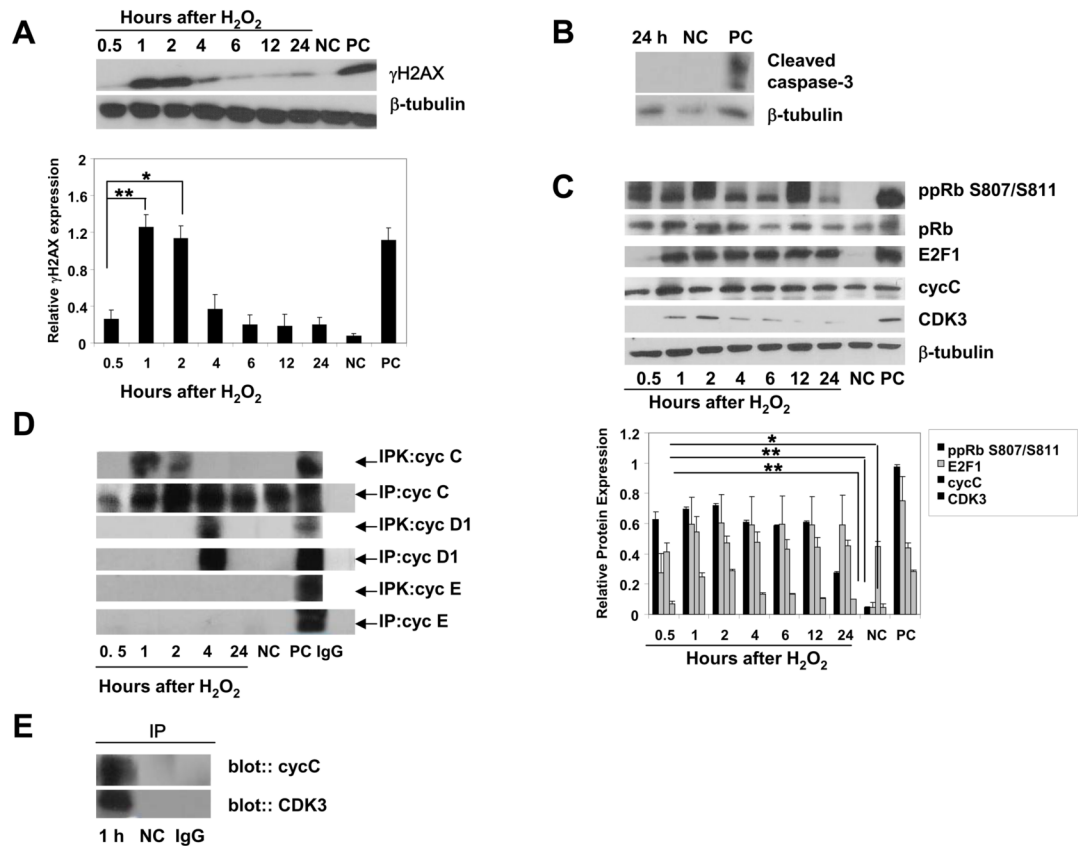 A
Hours after H₂O₂
0.5 1 2 4 6 12 24 NC PC
γH2AX
β-tubulin
Relative γH2AX expression
2
1.6
1.2
0.8
0.4
0
*
**
0.5 1 2 4 6 12 24 NC PC
Hours after H₂O₂
B
24 h NC PC
Cleaved
caspase-3
β-tubulin
C
ppRb S807/S811
pRb
E2F1
cycC
CDK3
β-tubulin
0.5 1 2 4 6 12 24 NC PC
Hours after H₂O₂
Relative Protein Expression
1.2
1
0.8
0.6
0.4
0.2
0
*
**
**
ppRb S807/S811
E2F1
cycC
CDK3
0.5 1 2 4 6 12 24 NC PC
Hours after H₂O₂
D
IPK:cyc C
IP:cyc C
IPK:cyc D1
IP:cyc D1
IPK:cyc E
IP:cyc E
0. 5 1 2 4 24 NC PC IgG
Hours after H₂O₂
E
IP
blot:: cycC
blot:: CDK3
1 h NC IgG